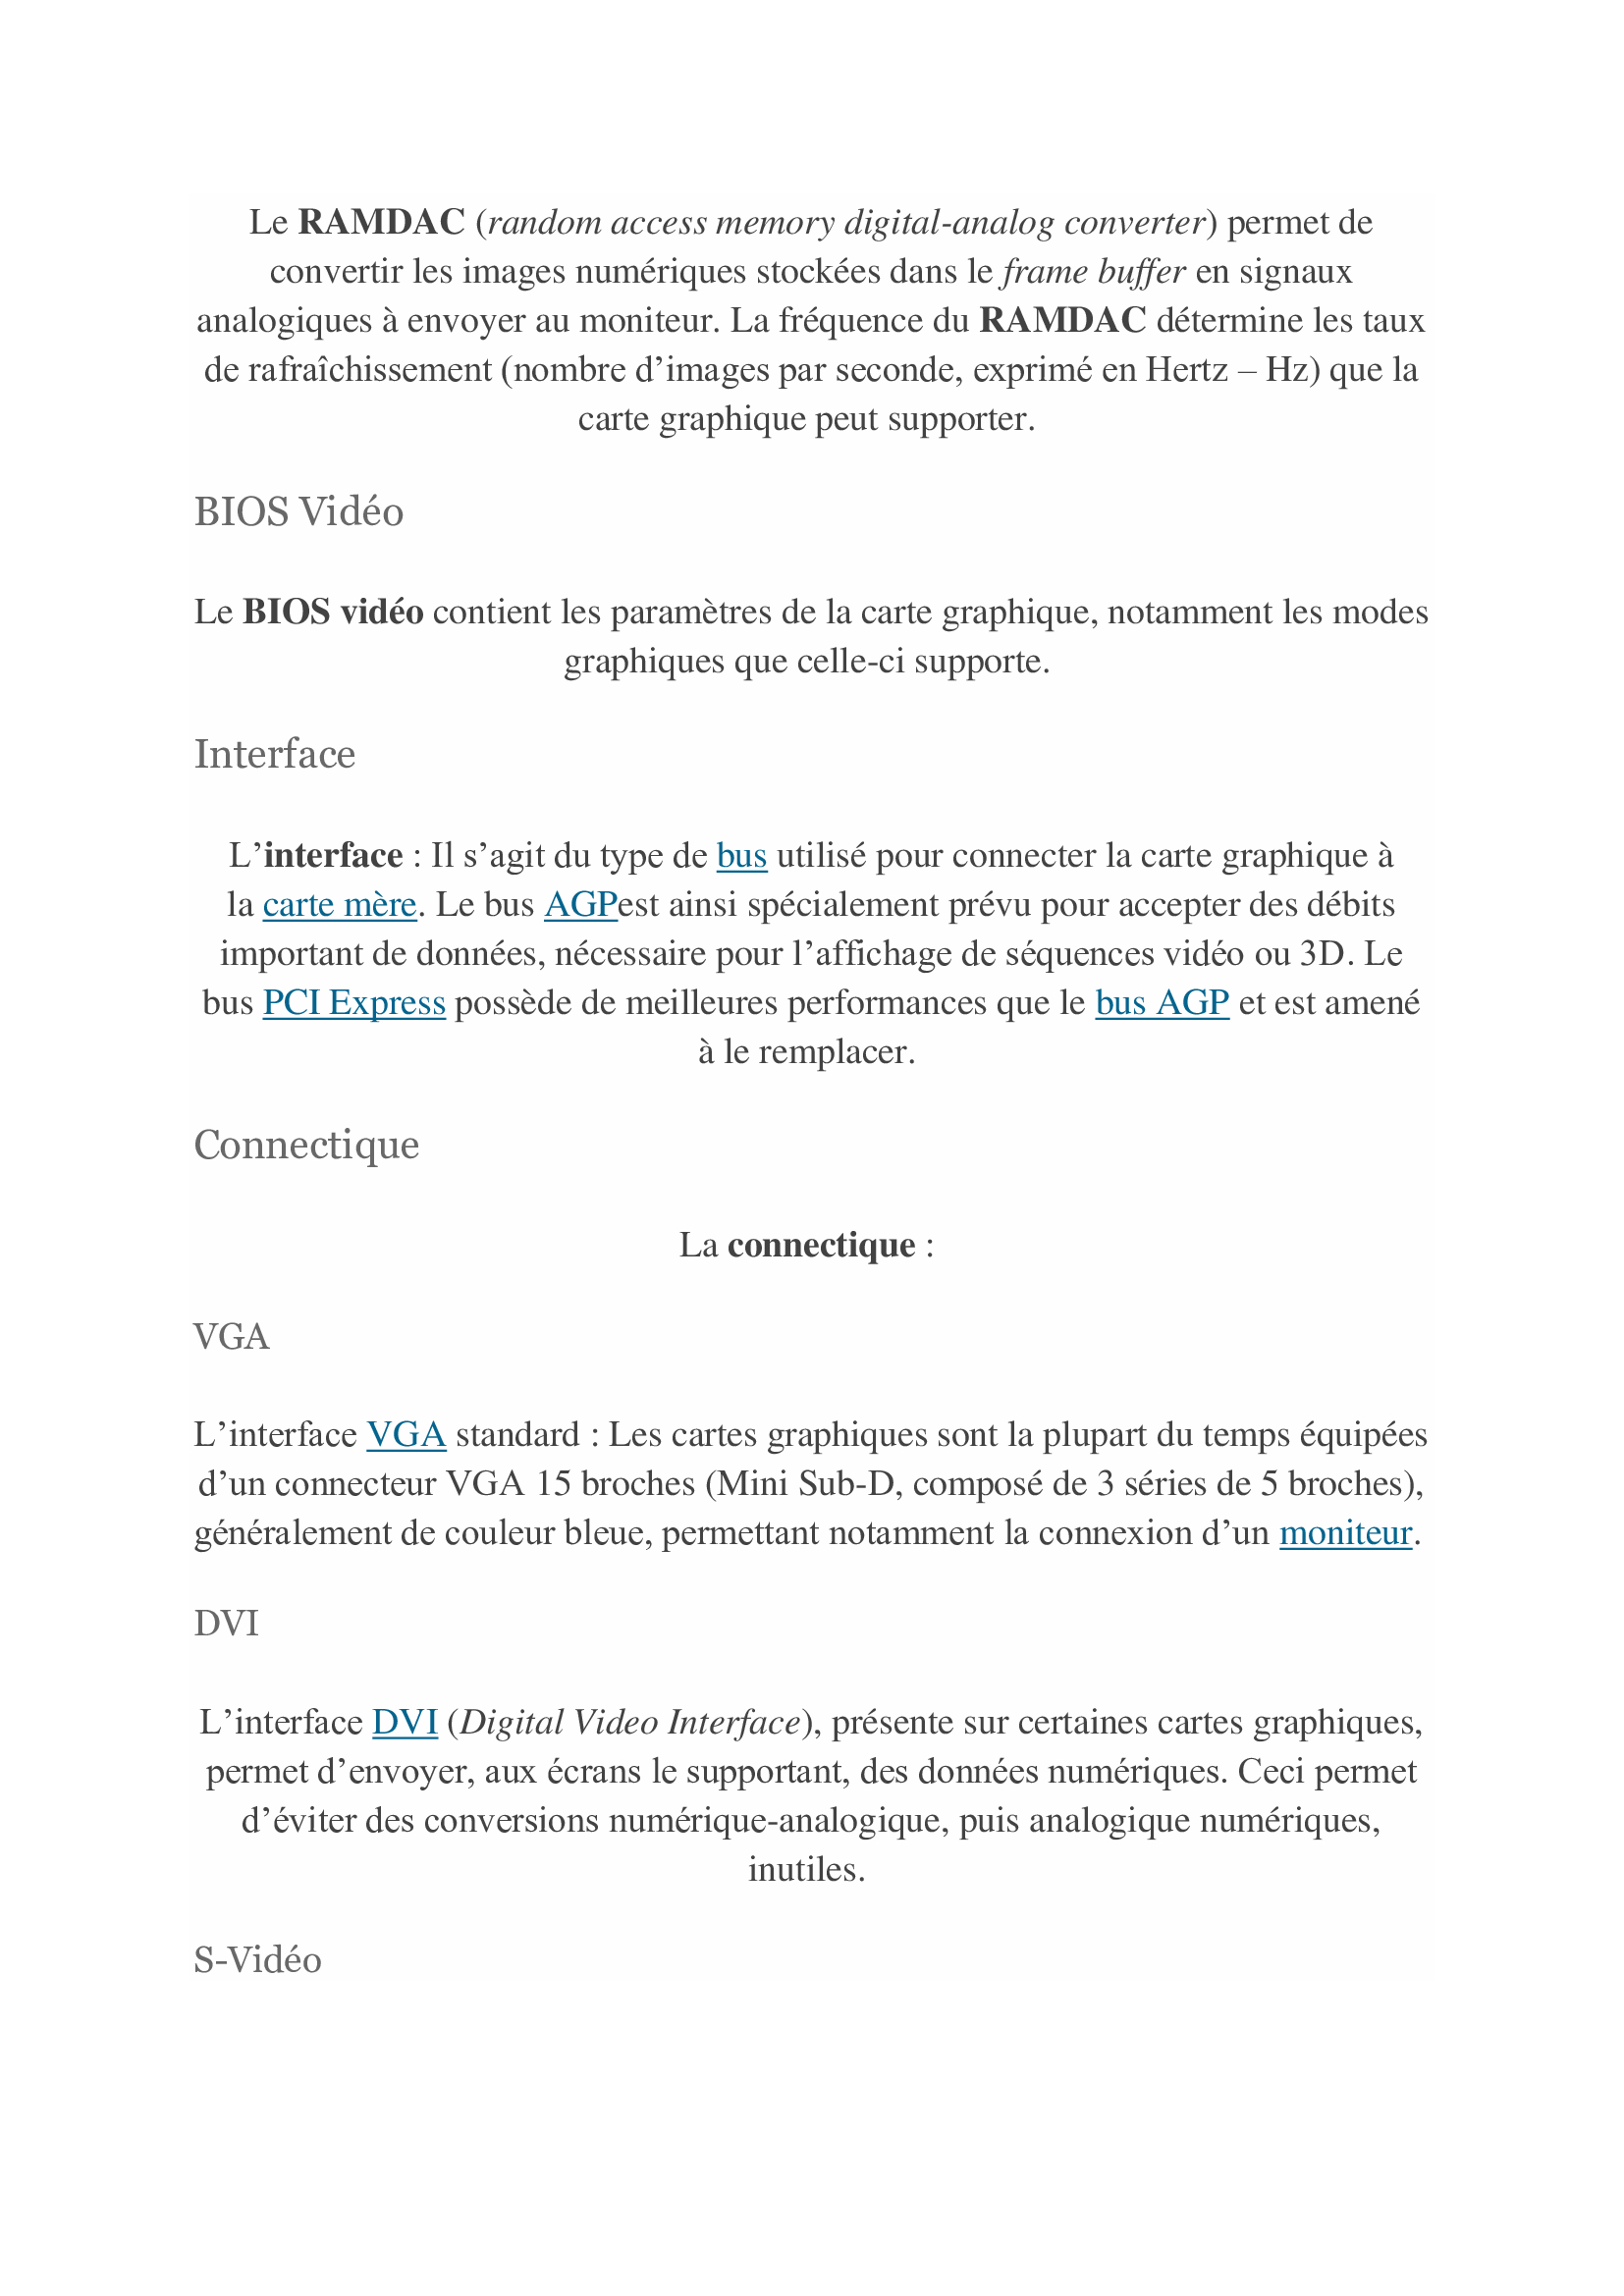 Le RAMDAC (random access memory digital-analog converter) permet de
convertir les images numériques stockées dans le frame buffer en signaux
analogiques à envoyer au moniteur. La fréquence du RAMDAC détermine les taux
de rafraîchissement (nombre d’images par seconde, exprimé en Hertz – Hz) que la
carte graphique peut supporter.
BIOS Vidéo
Le BIOS vidéo contient les paramètres de la carte graphique, notamment les modes
graphiques que celle-ci supporte.
Interface
L’interface : Il s’agit du type de bus utilisé pour connecter la carte graphique à
la carte mère. Le bus AGPest ainsi spécialement prévu pour accepter des débits
important de données, nécessaire pour l’affichage de séquences vidéo ou 3D. Le
bus PCI Express possède de meilleures performances que le bus AGP et est amené
à le remplacer.
Connectique
La connectique :
VGA
L’interface VGA standard : Les cartes graphiques sont la plupart du temps équipées
d’un connecteur VGA 15 broches (Mini Sub-D, composé de 3 séries de 5 broches),
généralement de couleur bleue, permettant notamment la connexion d’un moniteur.
DVI
L’interface DVI (Digital Video Interface), présente sur certaines cartes graphiques,
permet d’envoyer, aux écrans le supportant, des données numériques. Ceci permet
d’éviter des conversions numérique-analogique, puis analogique numériques,
inutiles.
S-Vidéo